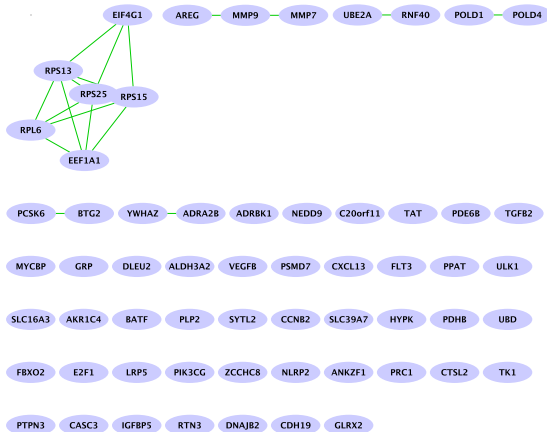 EIF4G1 AREG MMP9 MMP7 UBE2A RNF40 POLD1 POLD4
RPS13
RPS25 RPS15
RPL6
EEF1A1
PCSK6 BTG2 YWHAZ ADRA2B ADRBK1 NEDD9 C20orf11 TAT PDE6B TGFB2
MYCBP GRP DLEU2 ALDH3A2 VEGFB PSMD7 CXCL13 FLT3 PPAT ULK1
SLC16A3 AKR1C4 BATF PLP2 SYTL2 CCNB2 SLC39A7 HYPK PDHB UBD
FBXO2 E2F1 LRP5 PIK3CG ZCCHC8 NLRP2 ANKZF1 PRC1 CTSL2 TK1
PTPN3 CASC3 IGFBP5 RTN3 DNAJB2 CDH19 GLRX2